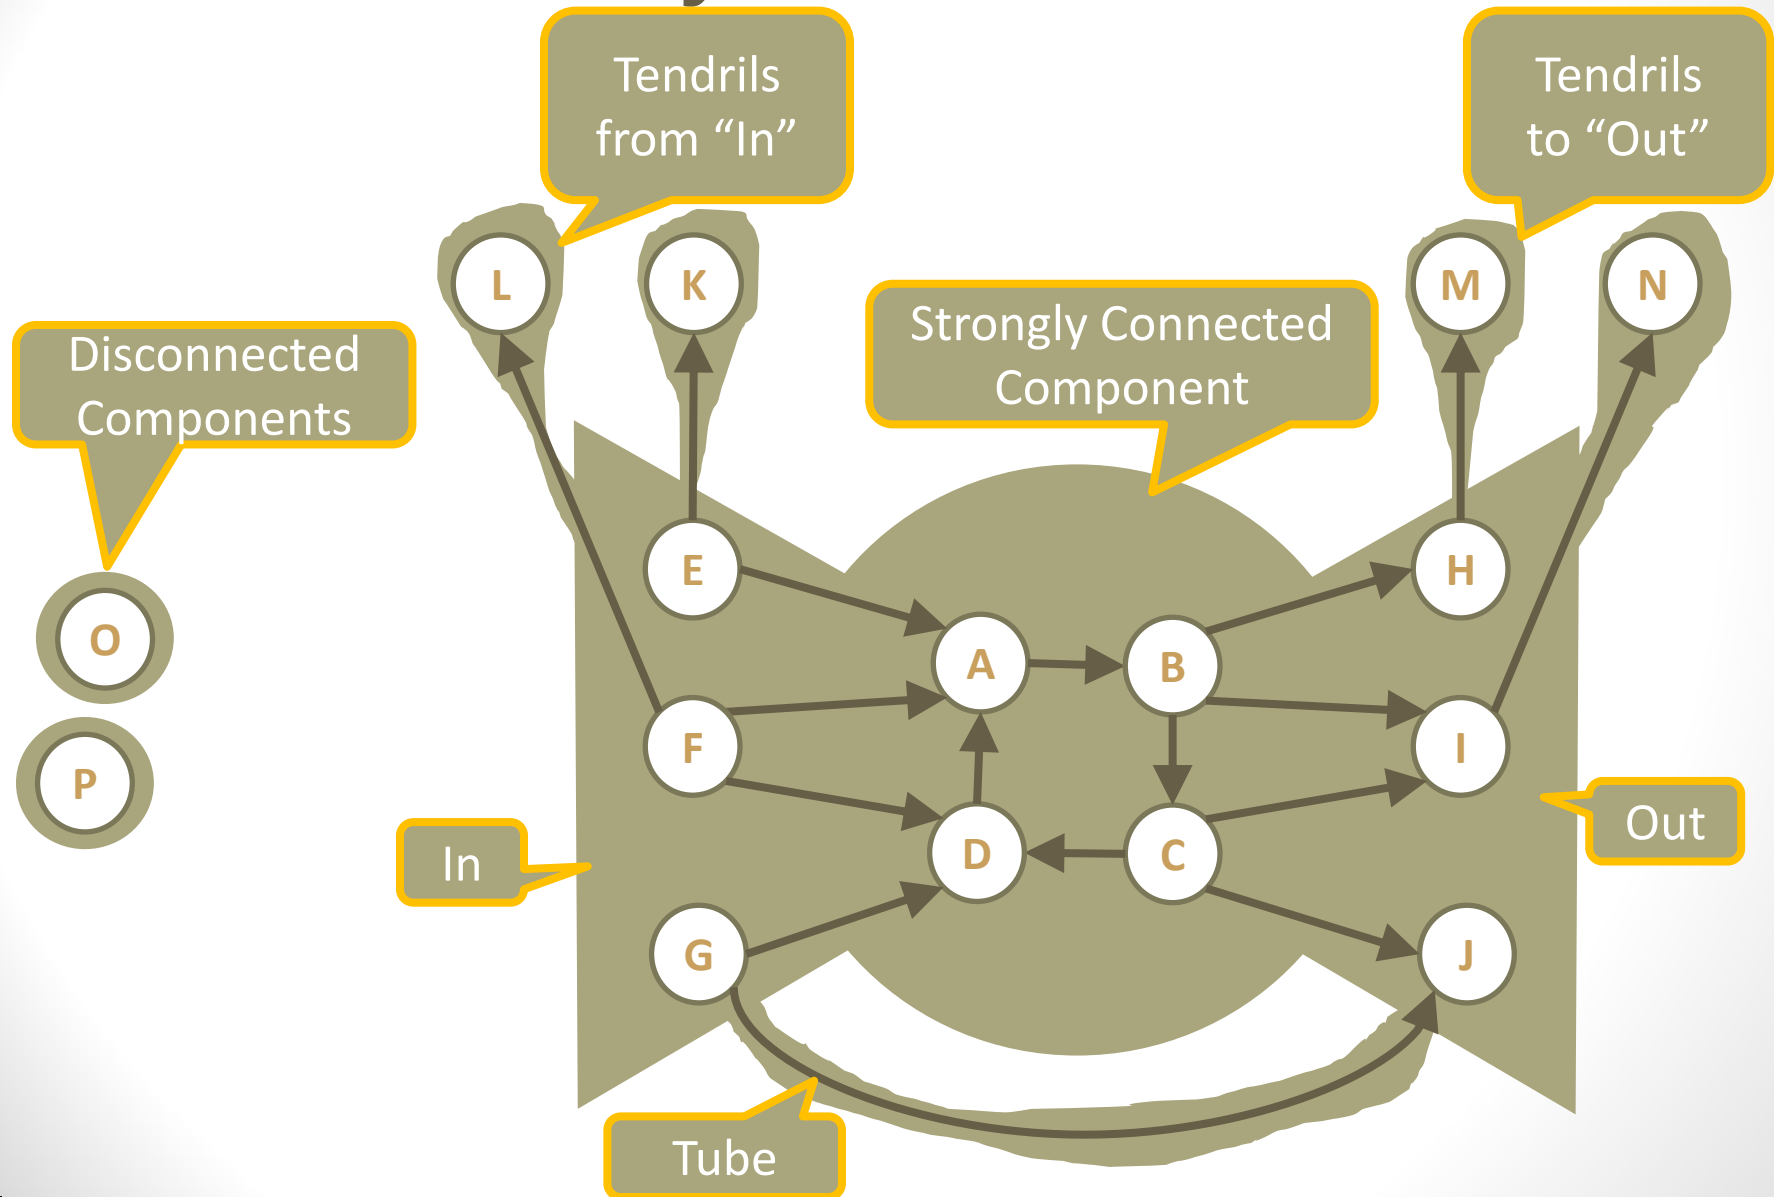 Tendrils
from “In”
Tendrils
to “Out”
L
K
M
N
Strongly Connected
Component
Disconnected
Components
E
H
O
A
B
F
I
P
D
C
Out
In
G
J
Tube